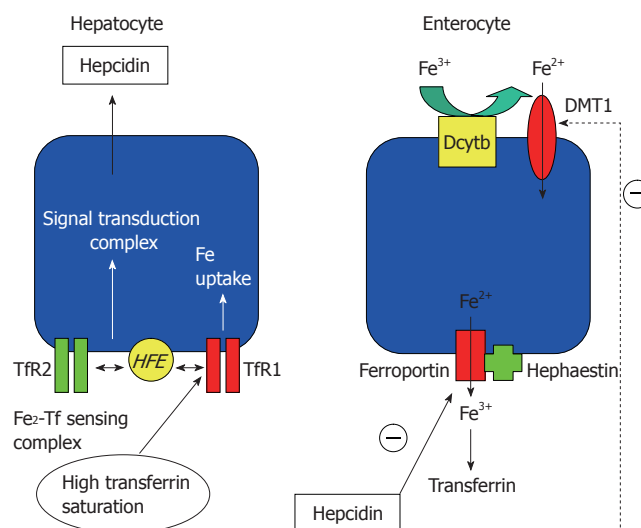 Hepatocyte
Hepcidin
Signal transduction
complex
Fe
uptake
TfR2
HFE
TfR1
Fe₂-Tf sensing
complex
High transferrin
saturation
Enterocyte
Fe³⁺
Fe²⁺
DMT1
Dcytb
−
Fe²⁺
Ferroportin
Hephaestin
Fe³⁺
−
Transferrin
Hepcidin